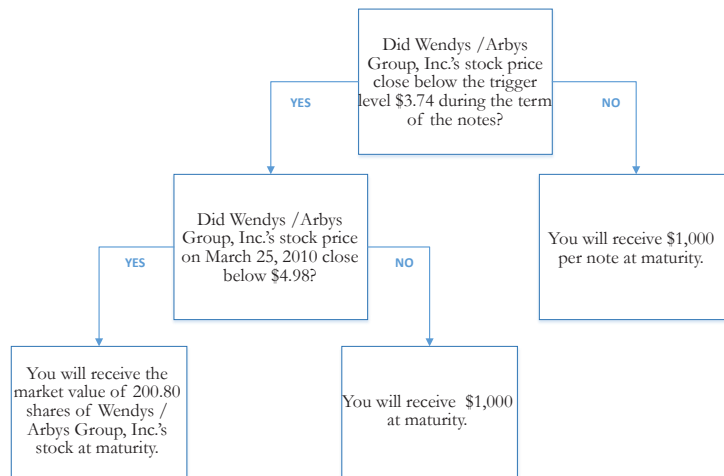 Did Wendys /Arbys
Group, Inc.'s stock price
close below the trigger
level $3.74 during the term
of the notes?
YES
NO
Did Wendys /Arbys
Group, Inc.'s stock price
on March 25, 2010 close
below $4.98?
You will receive $1,000
per note at maturity.
YES
NO
You will receive the
market value of 200.80
shares of Wendys /
Arbys Group, Inc.'s
stock at maturity.
You will receive $1,000
at maturity.